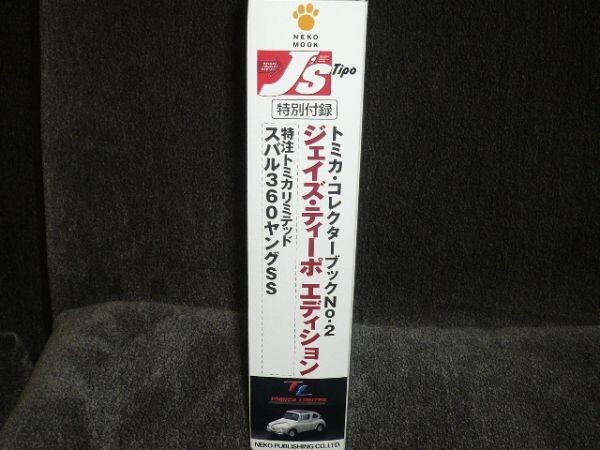 NEKO
MOOK
J's Tipo
特別付録
トミカ・コレクターブックNo.2
ジェイズ・ティーポ エディション
特注トミカリミテッド
スバル360ヤングSS
TL
TOMICA LIMITED
NEKO PUBLISHING CO.,LTD.